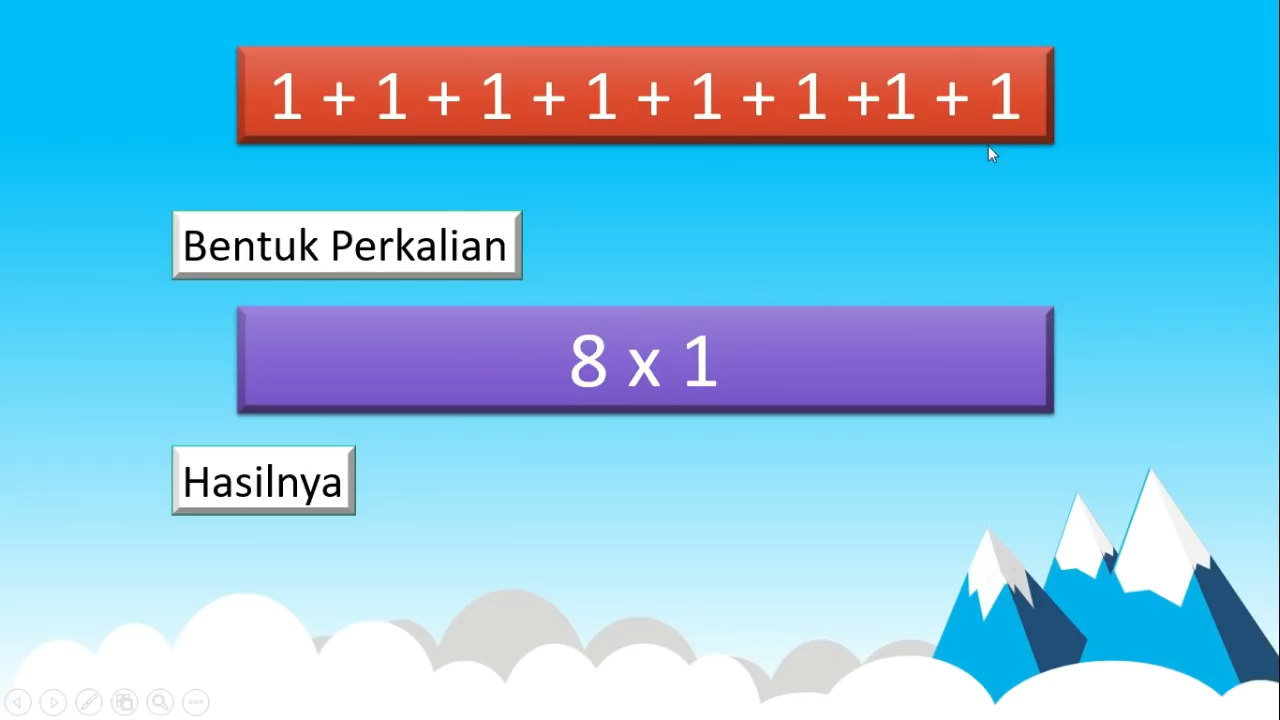 1 + 1 + 1 + 1 + 1 + 1 +1 + 1
Bentuk Perkalian
8 x 1
Hasilnya